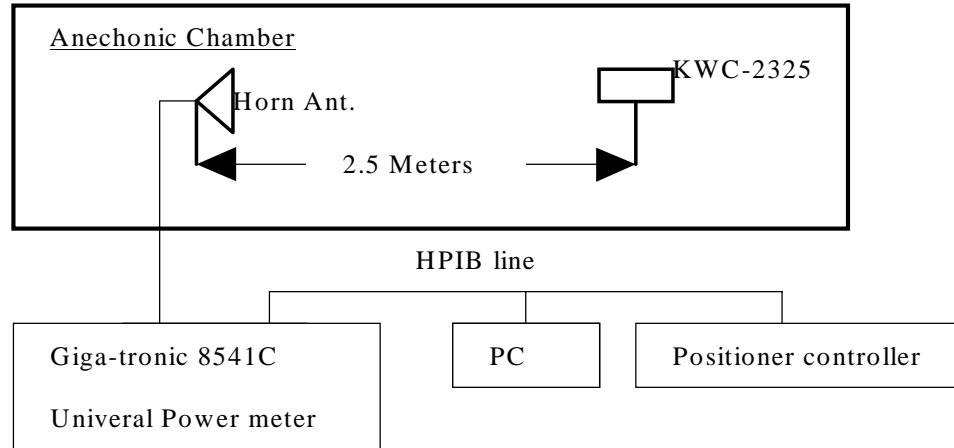 Anechonic Chamber
KWC-2325
Horn Ant.
2.5 Meters
HPIB line
Giga-tronic 8541C
Univeral Power meter
PC
Positioner controller